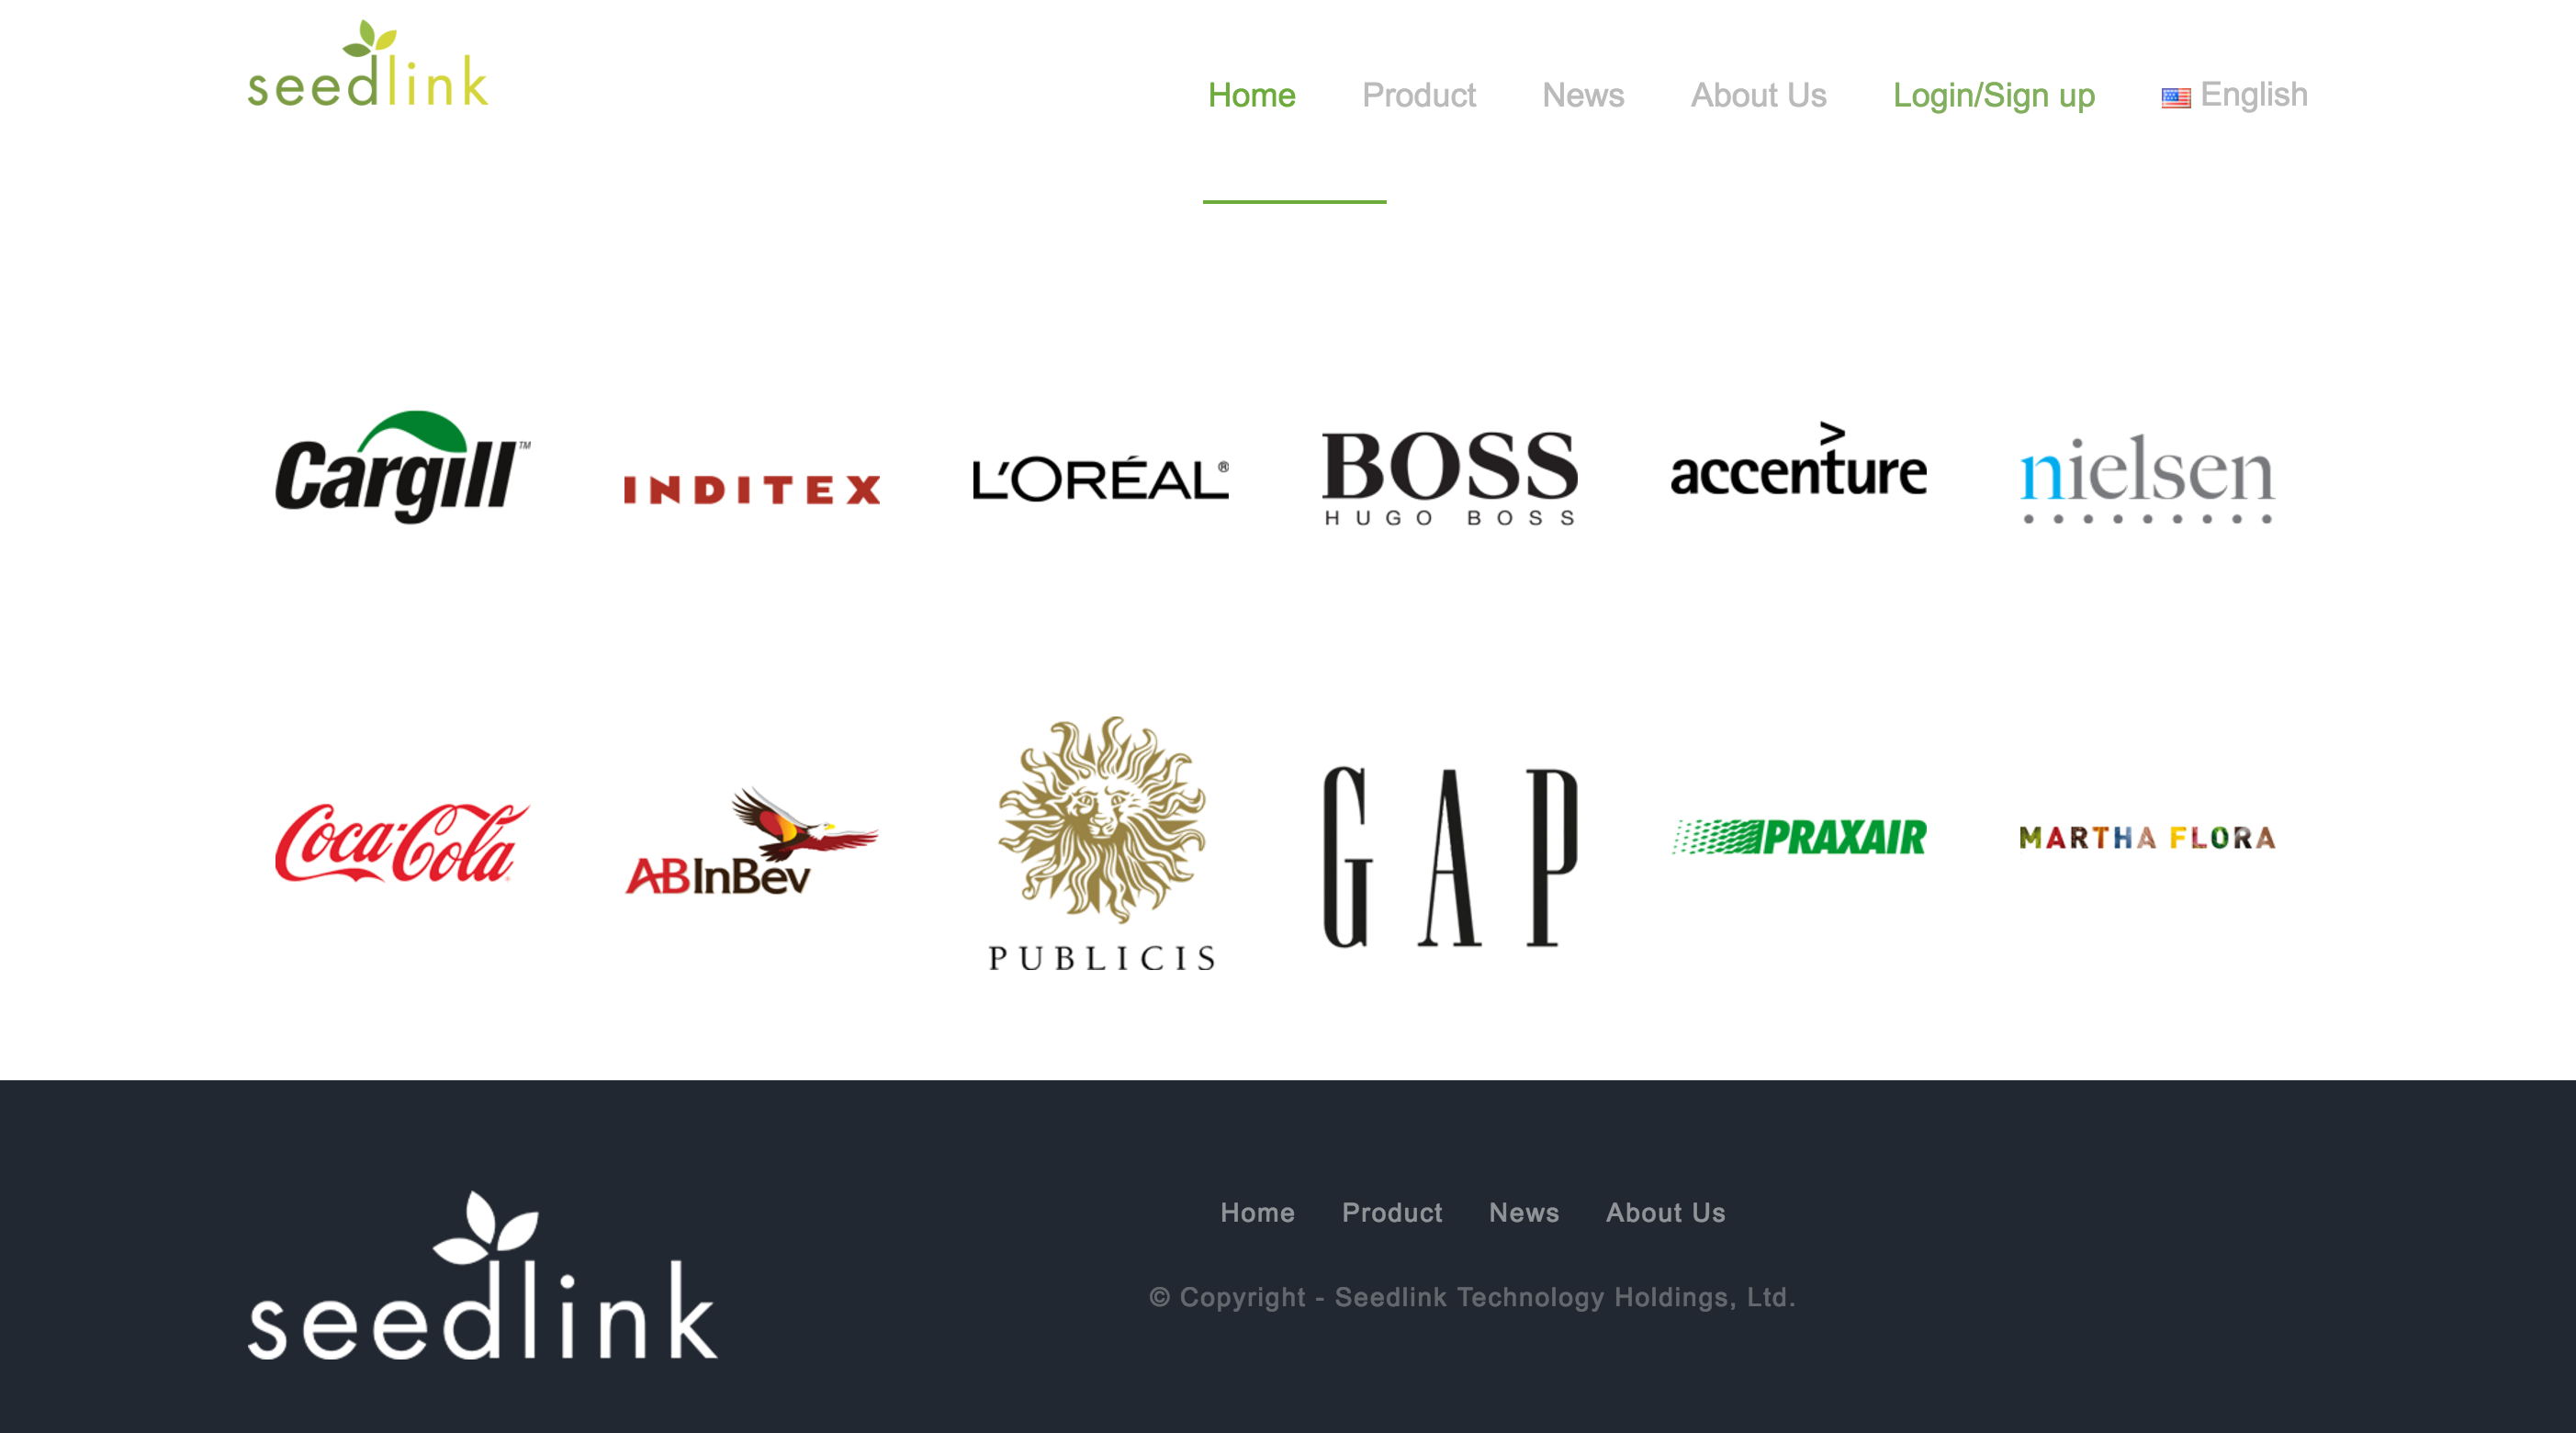 seedlink
Home Product News About Us Login/Sign up English
Cargill™
INDITEX
L'ORÉAL®
BOSS
HUGO BOSS
accenture
nielsen
Coca-Cola
ABInBev
PUBLICIS
GAP
PRAXAIR
MARTHA FLORA
seedlink
Home Product News About Us
© Copyright - Seedlink Technology Holdings, Ltd.